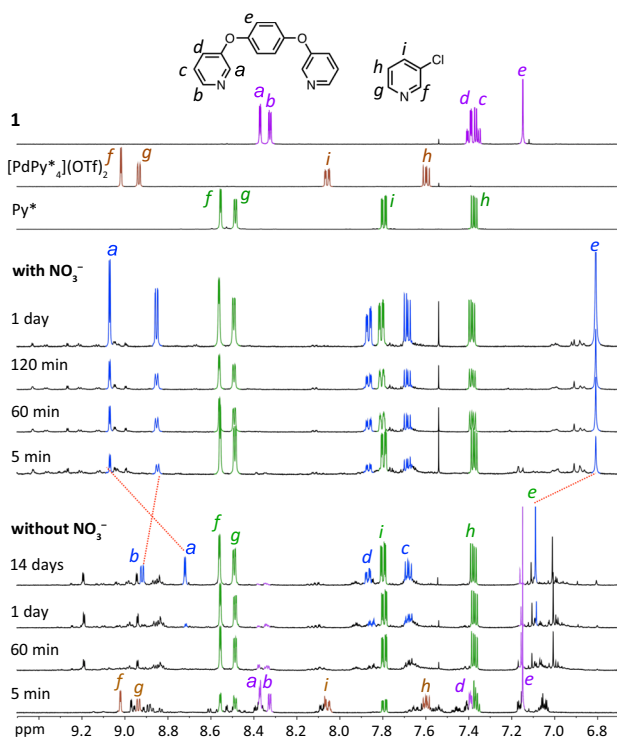 e
d
O
O
c
a
b
N
N
i
h
Cl
g
N
f
1
a
b
d
c
e
[PdPy*4](OTf)2
f
g
i
h
Py*
f
g
i
h
with NO3−
a
e
1 day
120 min
60 min
5 min
without NO3−
b
a
f
g
d
i
c
h
e
14 days
1 day
60 min
5 min
f
g
a
b
i
h
d
e
ppm 9.2 9.0 8.8 8.6 8.4 8.2 8.0 7.8 7.6 7.4 7.2 7.0 6.8